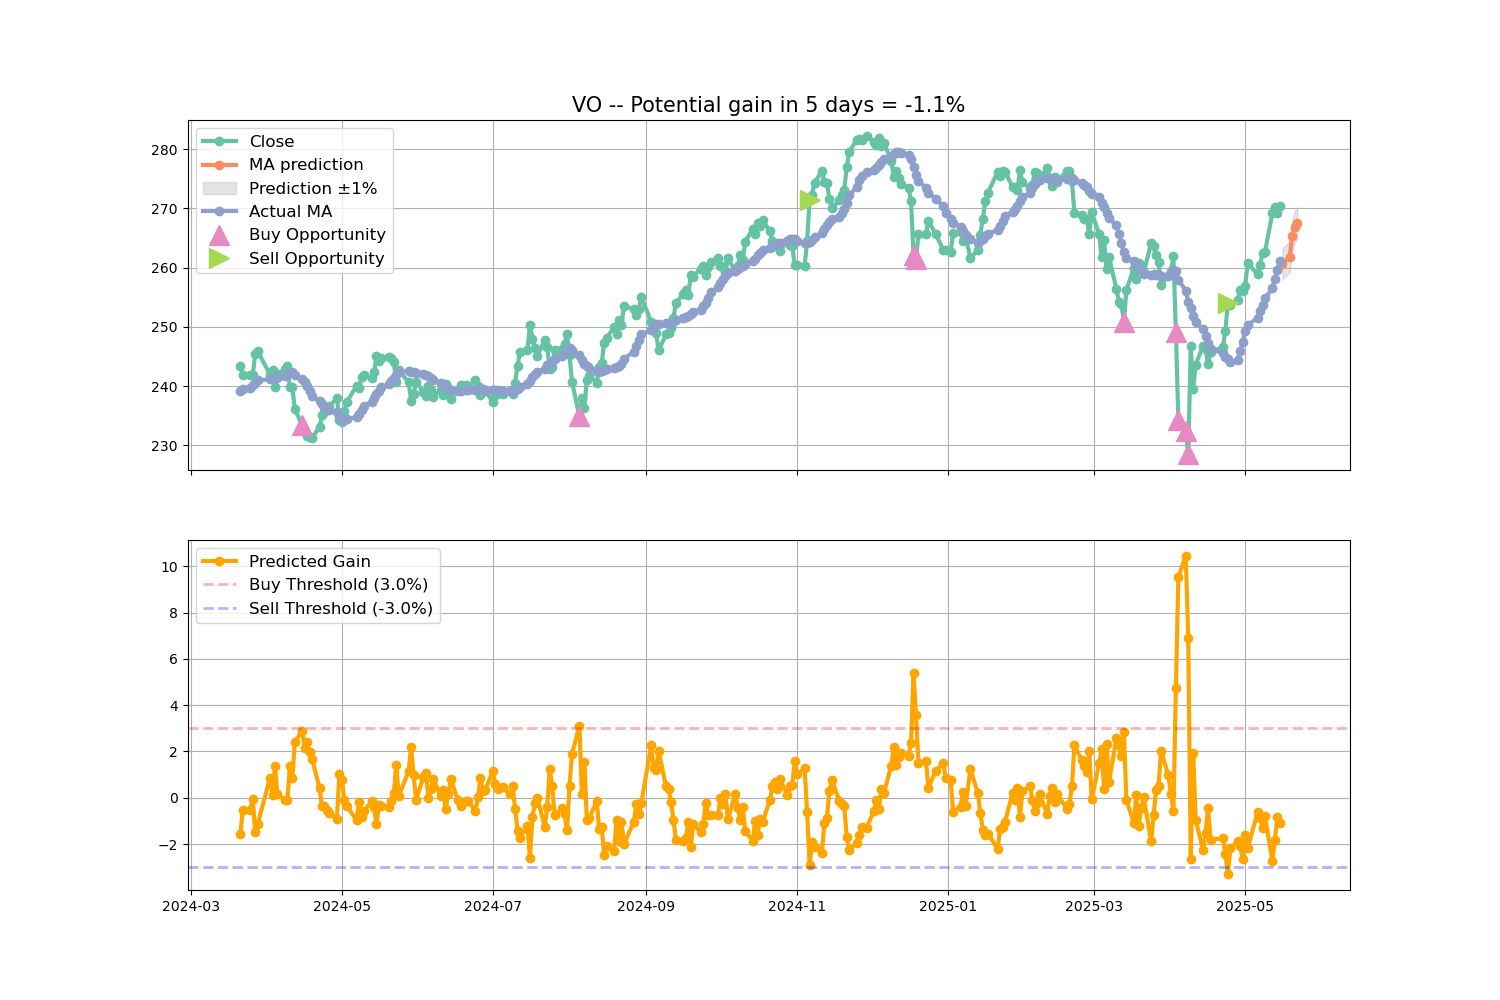 VO -- Potential gain in 5 days = -1.1%
Close
MA prediction
Prediction ±1%
Actual MA
Buy Opportunity
Sell Opportunity
280
270
260
250
240
230
Predicted Gain
Buy Threshold (3.0%)
Sell Threshold (-3.0%)
10
8
6
4
2
0
−2
2024-03 2024-05 2024-07 2024-09 2024-11 2025-01 2025-03 2025-05